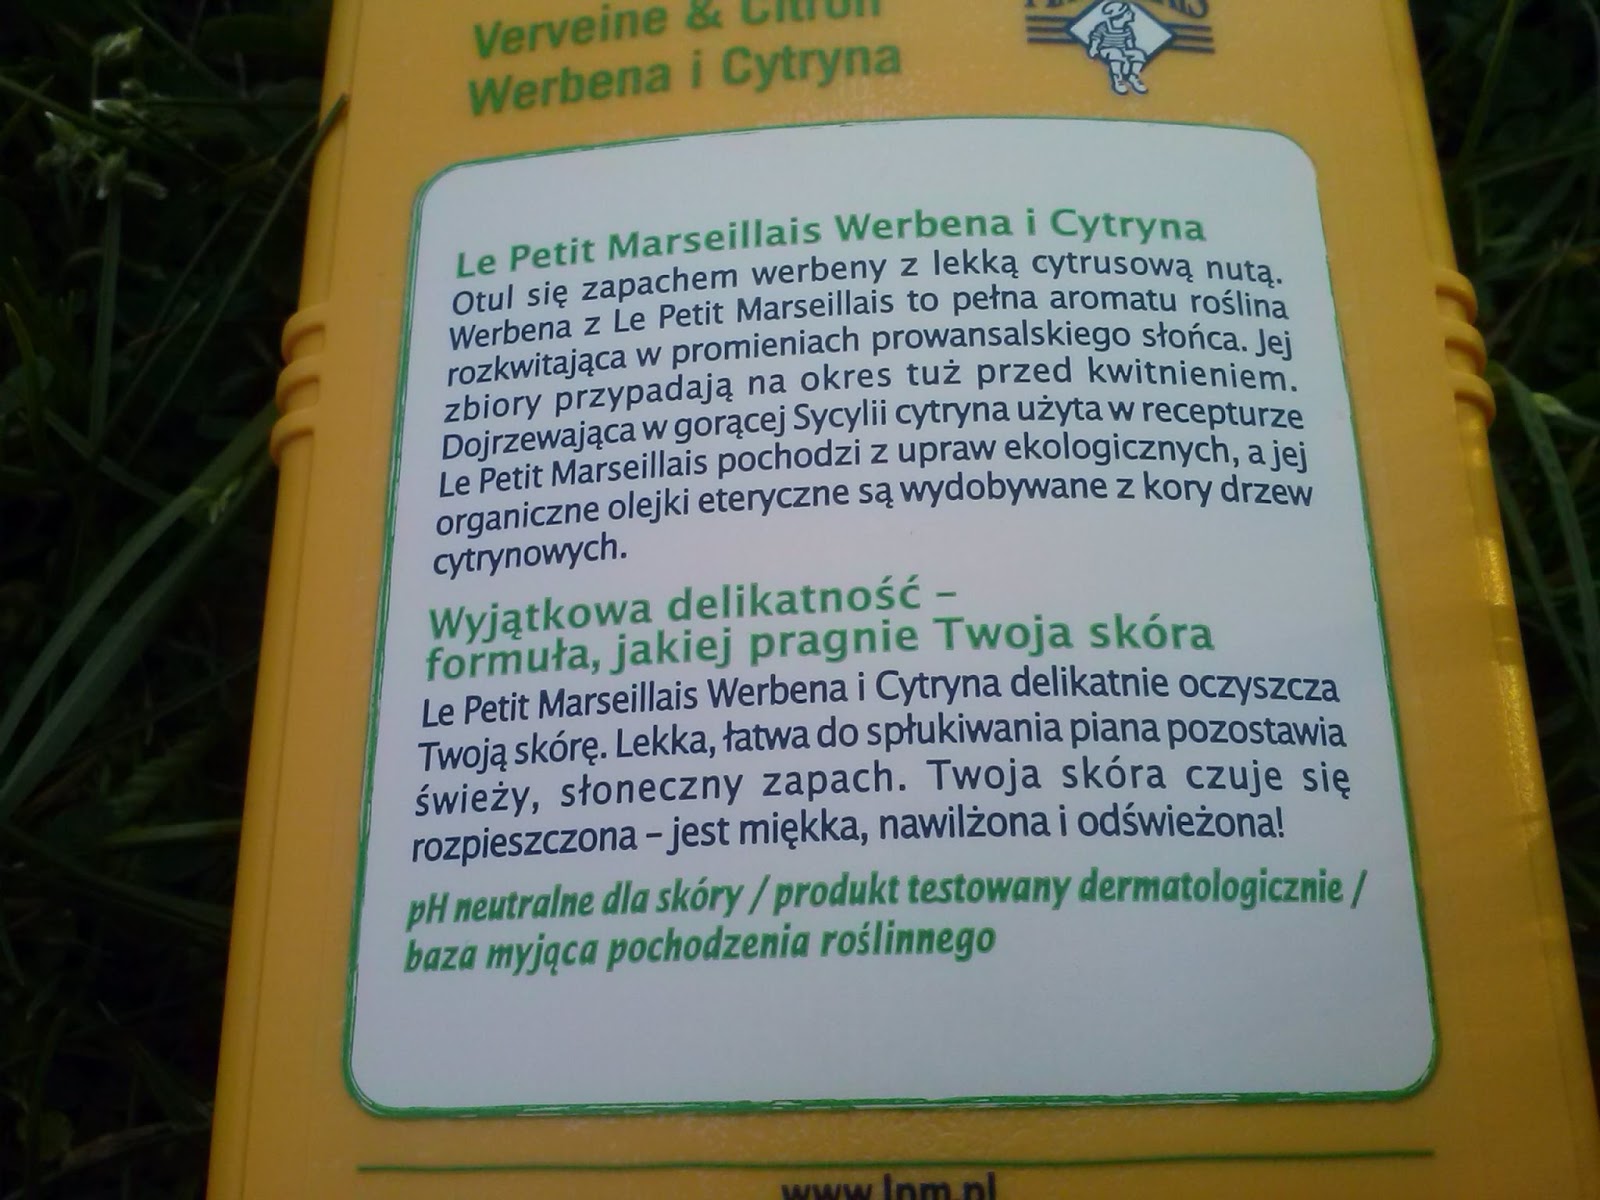 Verveine & Citron
Werbena i Cytryna
Le Petit Marseillais Werbena i Cytryna
Otul się zapachem werbeny z lekką cytrusową nutą.
Werbena z Le Petit Marseillais to pełna aromatu roślina
rozkwitająca w promieniach prowansalskiego słońca. Jej
zbiory przypadają na okres tuż przed kwitnieniem.
Dojrzewająca w gorącej Sycylii cytryna użyta w recepturze
Le Petit Marseillais pochodzi z upraw ekologicznych, a jej
organiczne olejki eteryczne są wydobywane z kory drzew
cytrynowych.
Wyjątkowa delikatność –
formuła, jakiej pragnie Twoja skóra
Le Petit Marseillais Werbena i Cytryna delikatnie oczyszcza
Twoją skórę. Lekka, łatwa do spłukiwania piana pozostawia
świeży, słoneczny zapach. Twoja skóra czuje się
rozpieszczona – jest miękka, nawilżona i odświeżona!
pH neutralne dla skóry / produkt testowany dermatologicznie /
baza myjąca pochodzenia roślinnego
www.lpm.pl